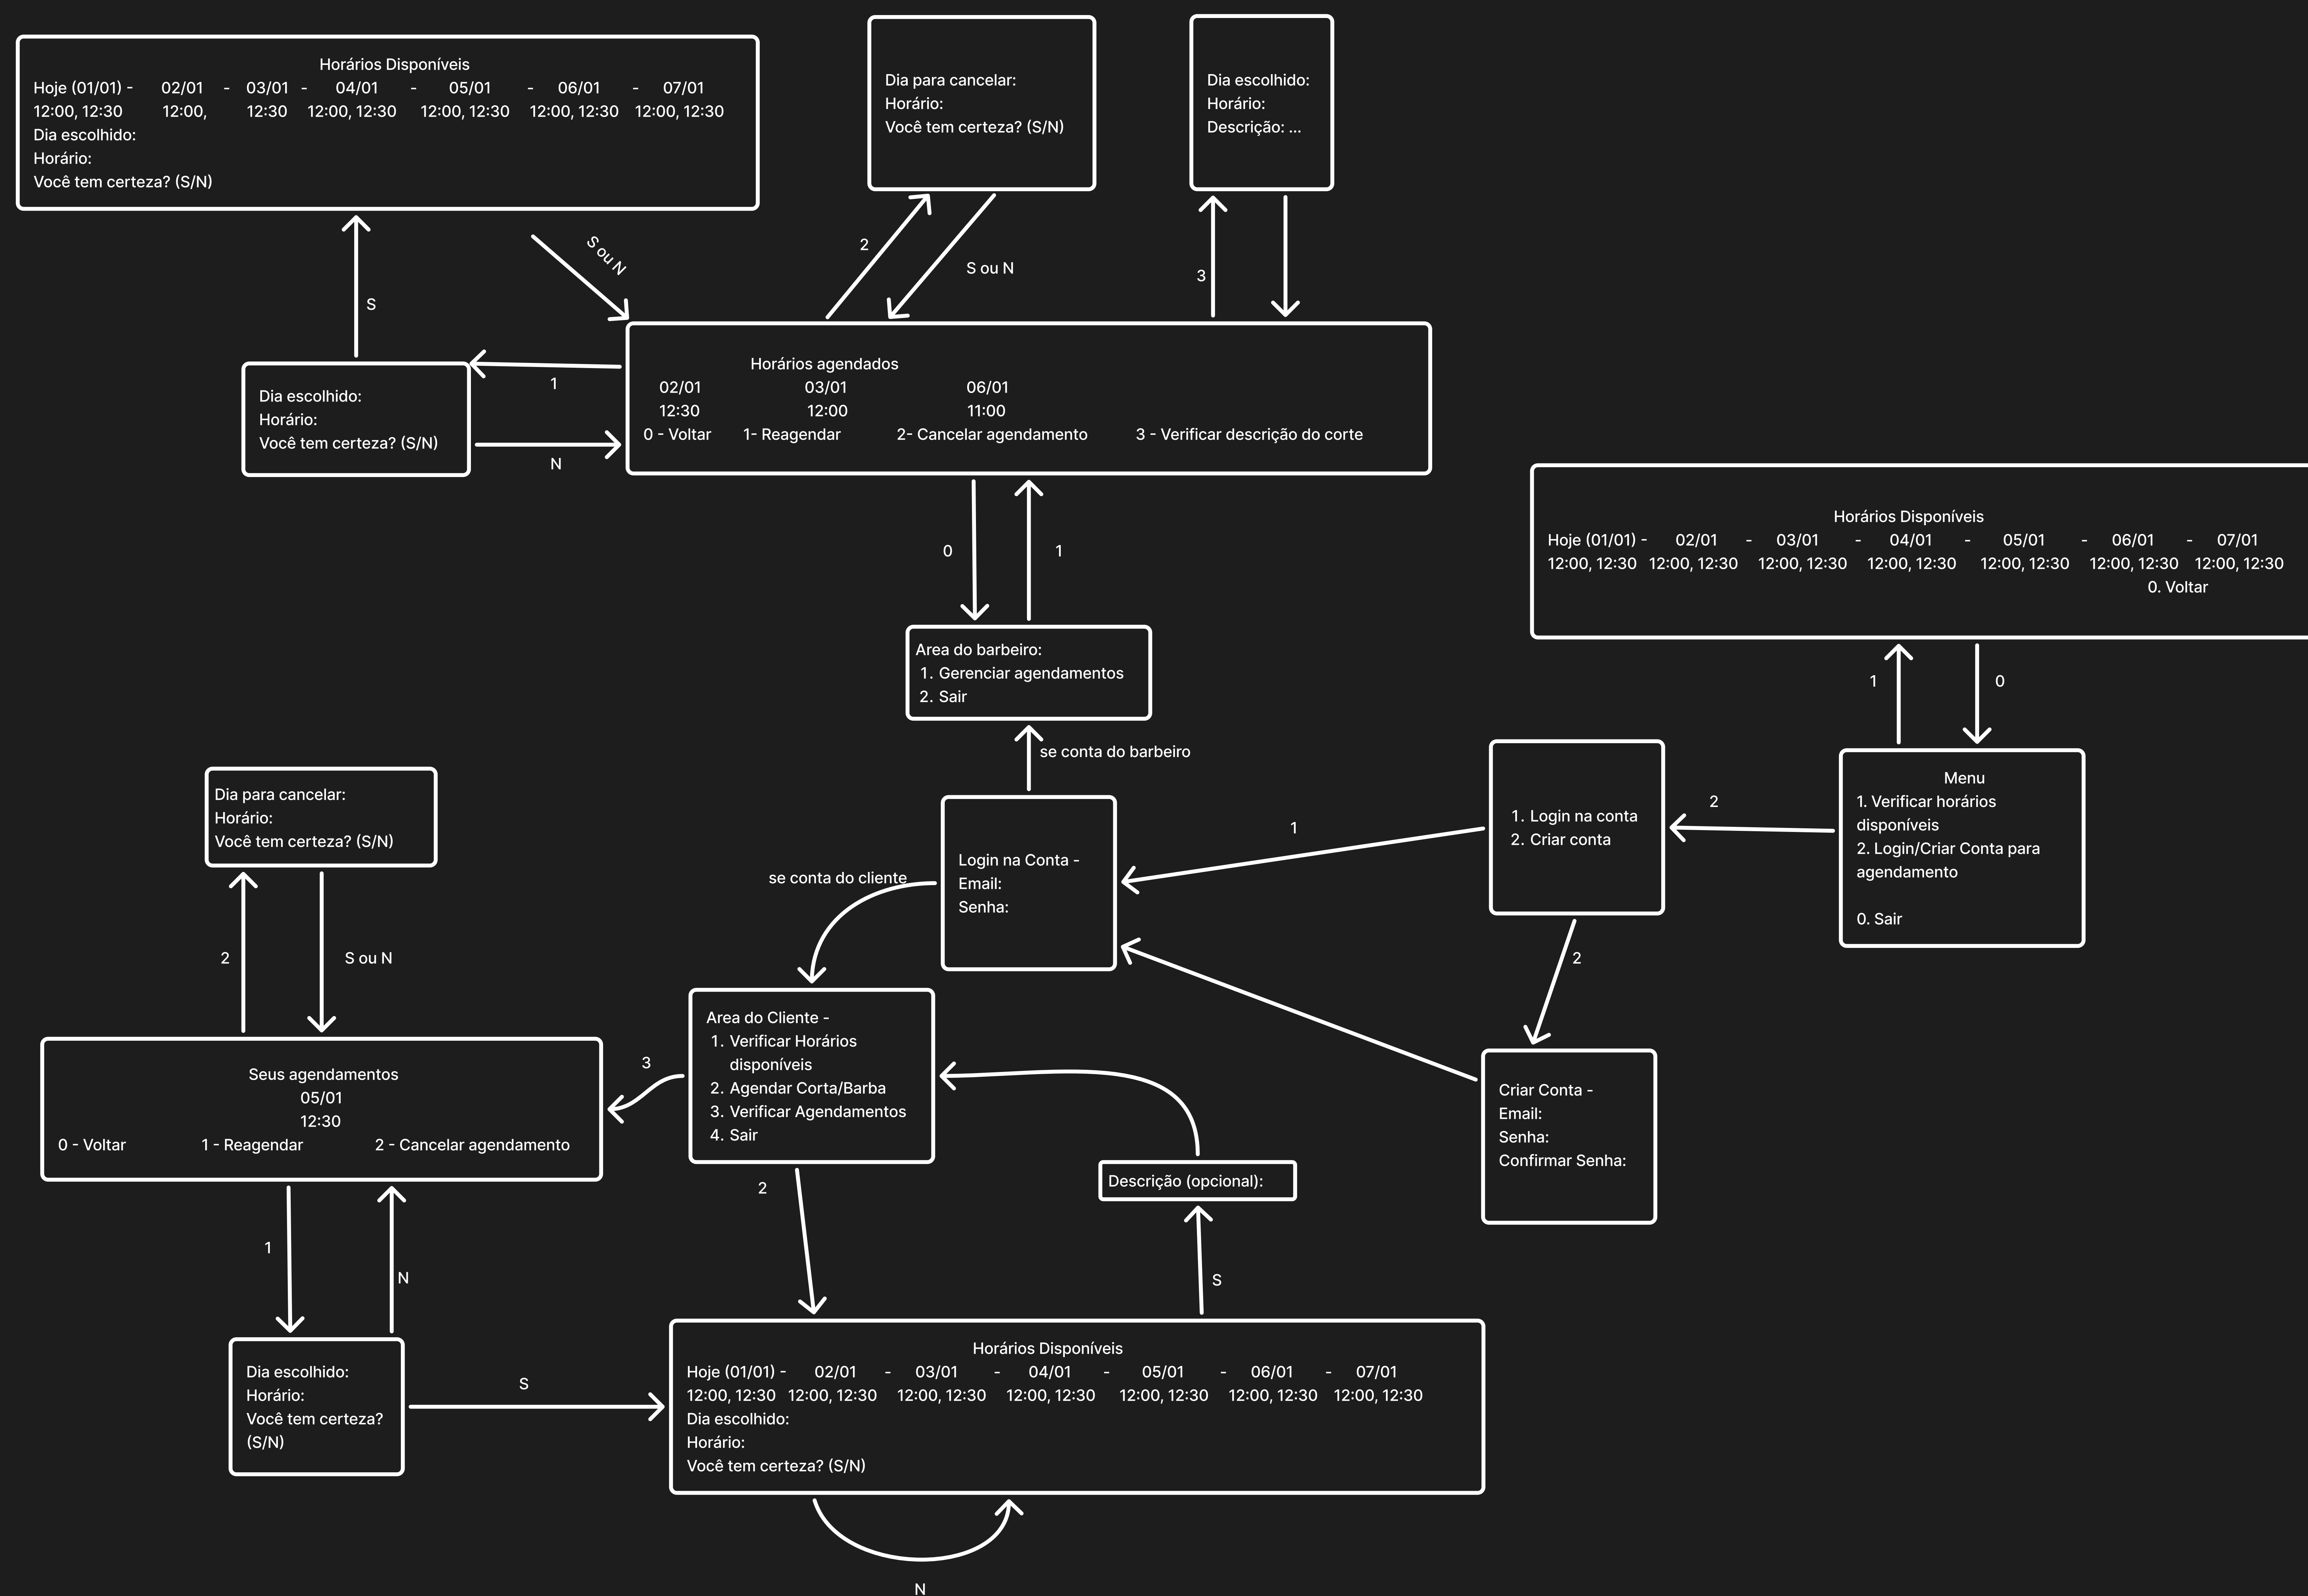 Horários Disponíveis
Hoje (01/01) - 02/01 - 03/01 - 04/01 - 05/01 - 06/01 - 07/01
12:00, 12:30 12:00, 12:30 12:00, 12:30 12:00, 12:30 12:00, 12:30 12:00, 12:30
Dia escolhido:
Horário:
Você tem certeza? (S/N)
Dia para cancelar:
Horário:
Você tem certeza? (S/N)
Dia escolhido:
Horário:
Descrição: ...
S ou N
2
S ou N
3
S
Dia escolhido:
Horário:
Você tem certeza? (S/N)
1
N
Horários agendados
02/01 03/01 06/01
12:30 12:00 11:00
0 - Voltar 1- Reagendar 2- Cancelar agendamento 3 - Verificar descrição do corte
0
1
Horários Disponíveis
Hoje (01/01) - 02/01 - 03/01 - 04/01 - 05/01 - 06/01 - 07/01
12:00, 12:30 12:00, 12:30 12:00, 12:30 12:00, 12:30 12:00, 12:30 12:00, 12:30 12:00, 12:30
0. Voltar
Area do barbeiro:
1. Gerenciar agendamentos
2. Sair
1
0
se conta do barbeiro
Menu
1. Verificar horários
disponíveis
2. Login/Criar Conta para
agendamento
0. Sair
2
1. Login na conta
2. Criar conta
1
2
Login na Conta -
Email:
Senha:
se conta do cliente
Dia para cancelar:
Horário:
Você tem certeza? (S/N)
2
S ou N
Area do Cliente -
1. Verificar Horários
disponíveis
2. Agendar Corta/Barba
3. Verificar Agendamentos
4. Sair
3
Seus agendamentos
05/01
12:30
0 - Voltar 1 - Reagendar 2 - Cancelar agendamento
Criar Conta -
Email:
Senha:
Confirmar Senha:
Descrição (opcional):
2
1
N
S
Dia escolhido:
Horário:
Você tem certeza?
(S/N)
S
Horários Disponíveis
Hoje (01/01) - 02/01 - 03/01 - 04/01 - 05/01 - 06/01 - 07/01
12:00, 12:30 12:00, 12:30 12:00, 12:30 12:00, 12:30 12:00, 12:30 12:00, 12:30 12:00, 12:30
Dia escolhido:
Horário:
Você tem certeza? (S/N)
N